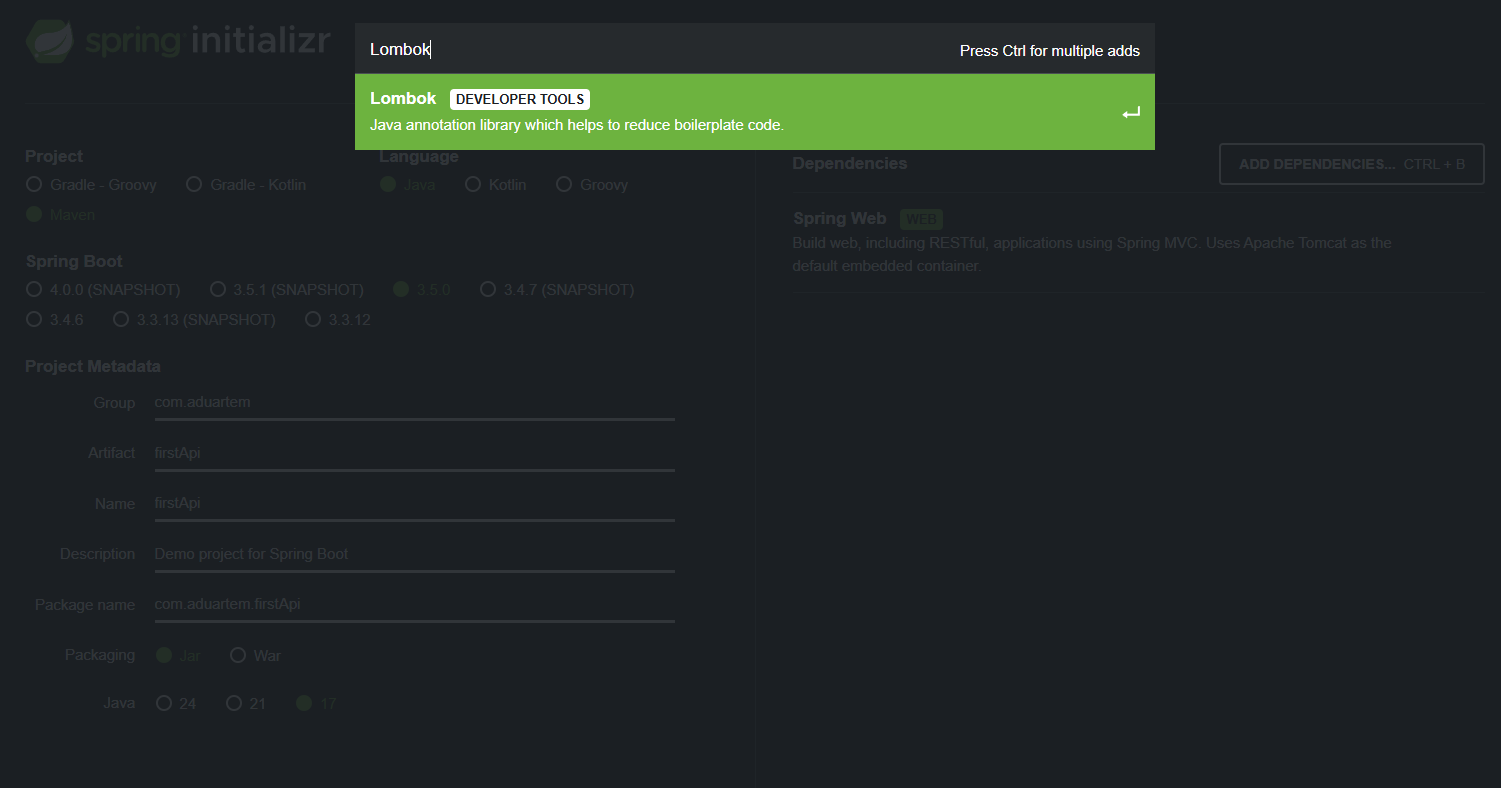 spring initializr
Lombok
Press Ctrl for multiple adds
Lombok DEVELOPER TOOLS
Java annotation library which helps to reduce boilerplate code.
Project
Gradle - Groovy Gradle - Kotlin
Maven
Language
Java Kotlin Groovy
Spring Boot
4.0.0 (SNAPSHOT) 3.5.1 (SNAPSHOT) 3.5.0 3.4.7 (SNAPSHOT)
3.4.6 3.3.13 (SNAPSHOT) 3.3.12
Project Metadata
Group com.aduartem
Artifact firstApi
Name firstApi
Description Demo project for Spring Boot
Package name com.aduartem.firstApi
Packaging Jar War
Java 24 21 17
Dependencies
ADD DEPENDENCIES... CTRL + B
Spring Web WEB
Build web, including RESTful, applications using Spring MVC. Uses Apache Tomcat as the
default embedded container.